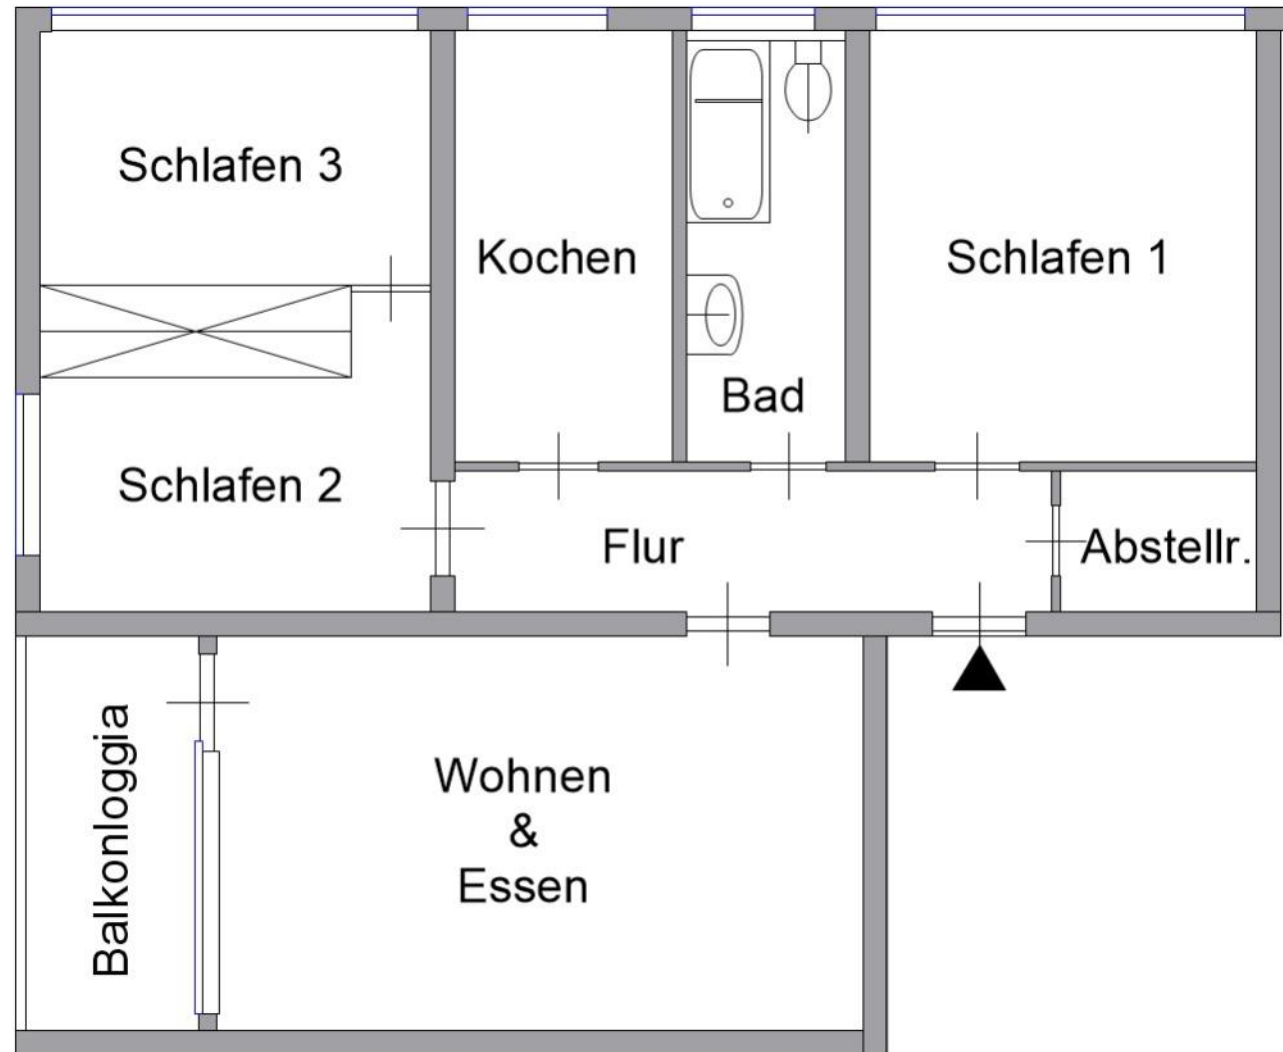 Schlafen 3
Kochen
Schlafen 1
Bad
Schlafen 2
Flur
Abstellr.
Balkonloggia
Wohnen
&
Essen